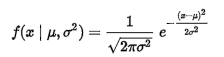 f(x | μ, σ²) = 1/√(2πσ²) e^(−(x−μ)²/(2σ²))